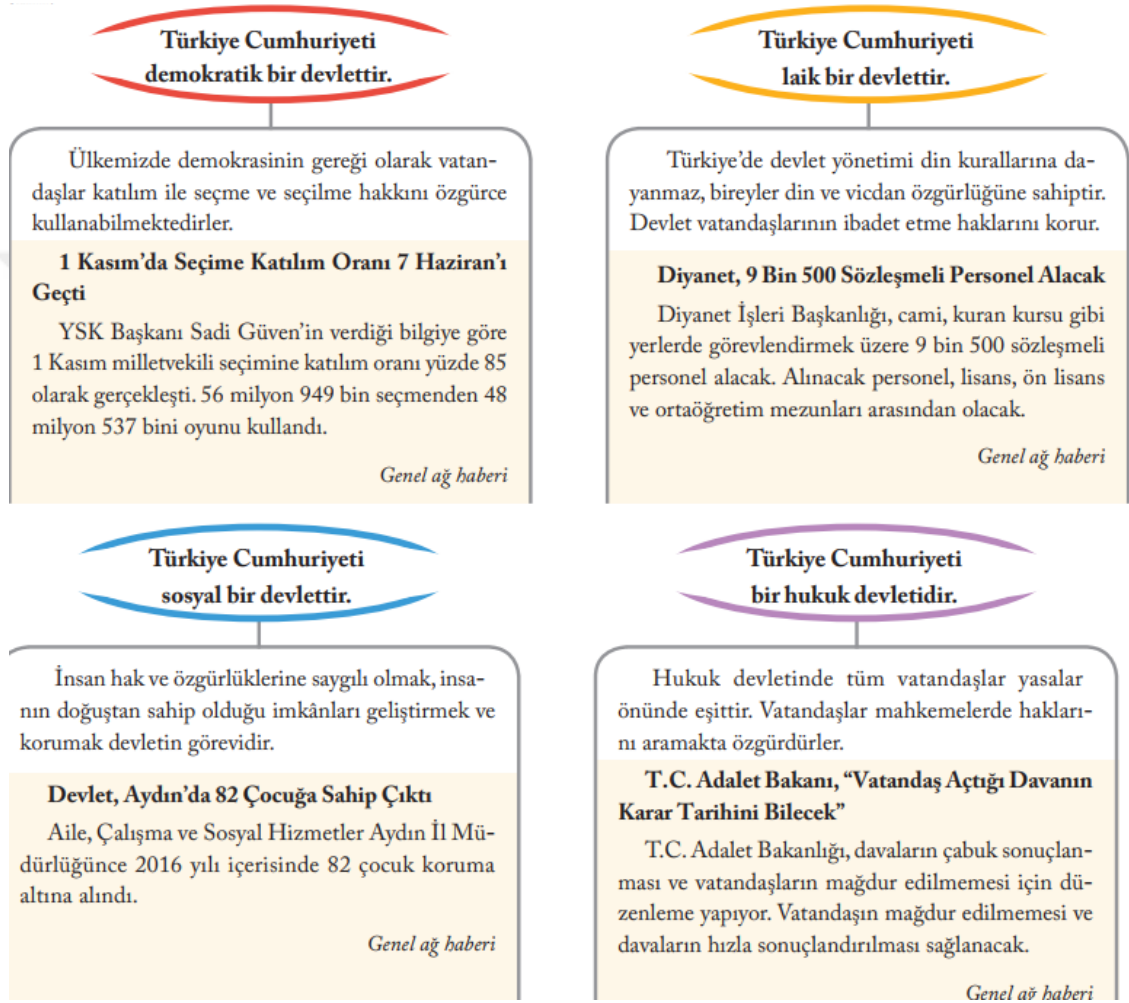 Türkiye Cumhuriyeti
demokratik bir devlettir.
Ülkemizde demokrasinin gereği olarak vatan-
daşlar katılım ile seçme ve seçilme hakkını özgürce
kullanabilmektedirler.
1 Kasım’da Seçime Katılım Oranı 7 Haziran’ı
Geçti
YSK Başkanı Sadi Güven’in verdiği bilgiye göre
1 Kasım milletvekili seçimine katılım oranı yüzde 85
olarak gerçekleşti. 56 milyon 949 bin seçmenden 48
milyon 537 bini oyunu kullandı.
Genel ağ haberi
Türkiye Cumhuriyeti
laik bir devlettir.
Türkiye’de devlet yönetimi din kurallarına da-
yanmaz, bireyler din ve vicdan özgürlüğüne sahiptir.
Devlet vatandaşlarının ibadet etme haklarını korur.
Diyanet, 9 Bin 500 Sözleşmeli Personel Alacak
Diyanet İşleri Başkanlığı, cami, kuran kursu gibi
yerlerde görevlendirmek üzere 9 bin 500 sözleşmeli
personel alacak. Alınacak personel, lisans, ön lisans
ve ortaöğretim mezunları arasından olacak.
Genel ağ haberi
Türkiye Cumhuriyeti
sosyal bir devlettir.
İnsan hak ve özgürlüklerine saygılı olmak, insa-
nın doğuştan sahip olduğu imkânları geliştirmek ve
korumak devletin görevidir.
Devlet, Aydın’da 82 Çocuğa Sahip Çıktı
Aile, Çalışma ve Sosyal Hizmetler Aydın İl Mü-
dürlüğünce 2016 yılı içerisinde 82 çocuk koruma
altına alındı.
Genel ağ haberi
Türkiye Cumhuriyeti
bir hukuk devletidir.
Hukuk devletinde tüm vatandaşlar yasalar
önünde eşittir. Vatandaşlar mahkemelerde hakları-
nı aramakta özgürdürler.
T.C. Adalet Bakanı, “Vatandaş Açtığı Davanın
Karar Tarihini Bilecek”
T.C. Adalet Bakanlığı, davaların çabuk sonuçlan-
ması ve vatandaşların mağdur edilmemesi için dü-
zenleme yapıyor. Vatandaşın mağdur edilmemesi ve
davaların hızla sonuçlandırılması sağlanacak.
Genel ağ haberi